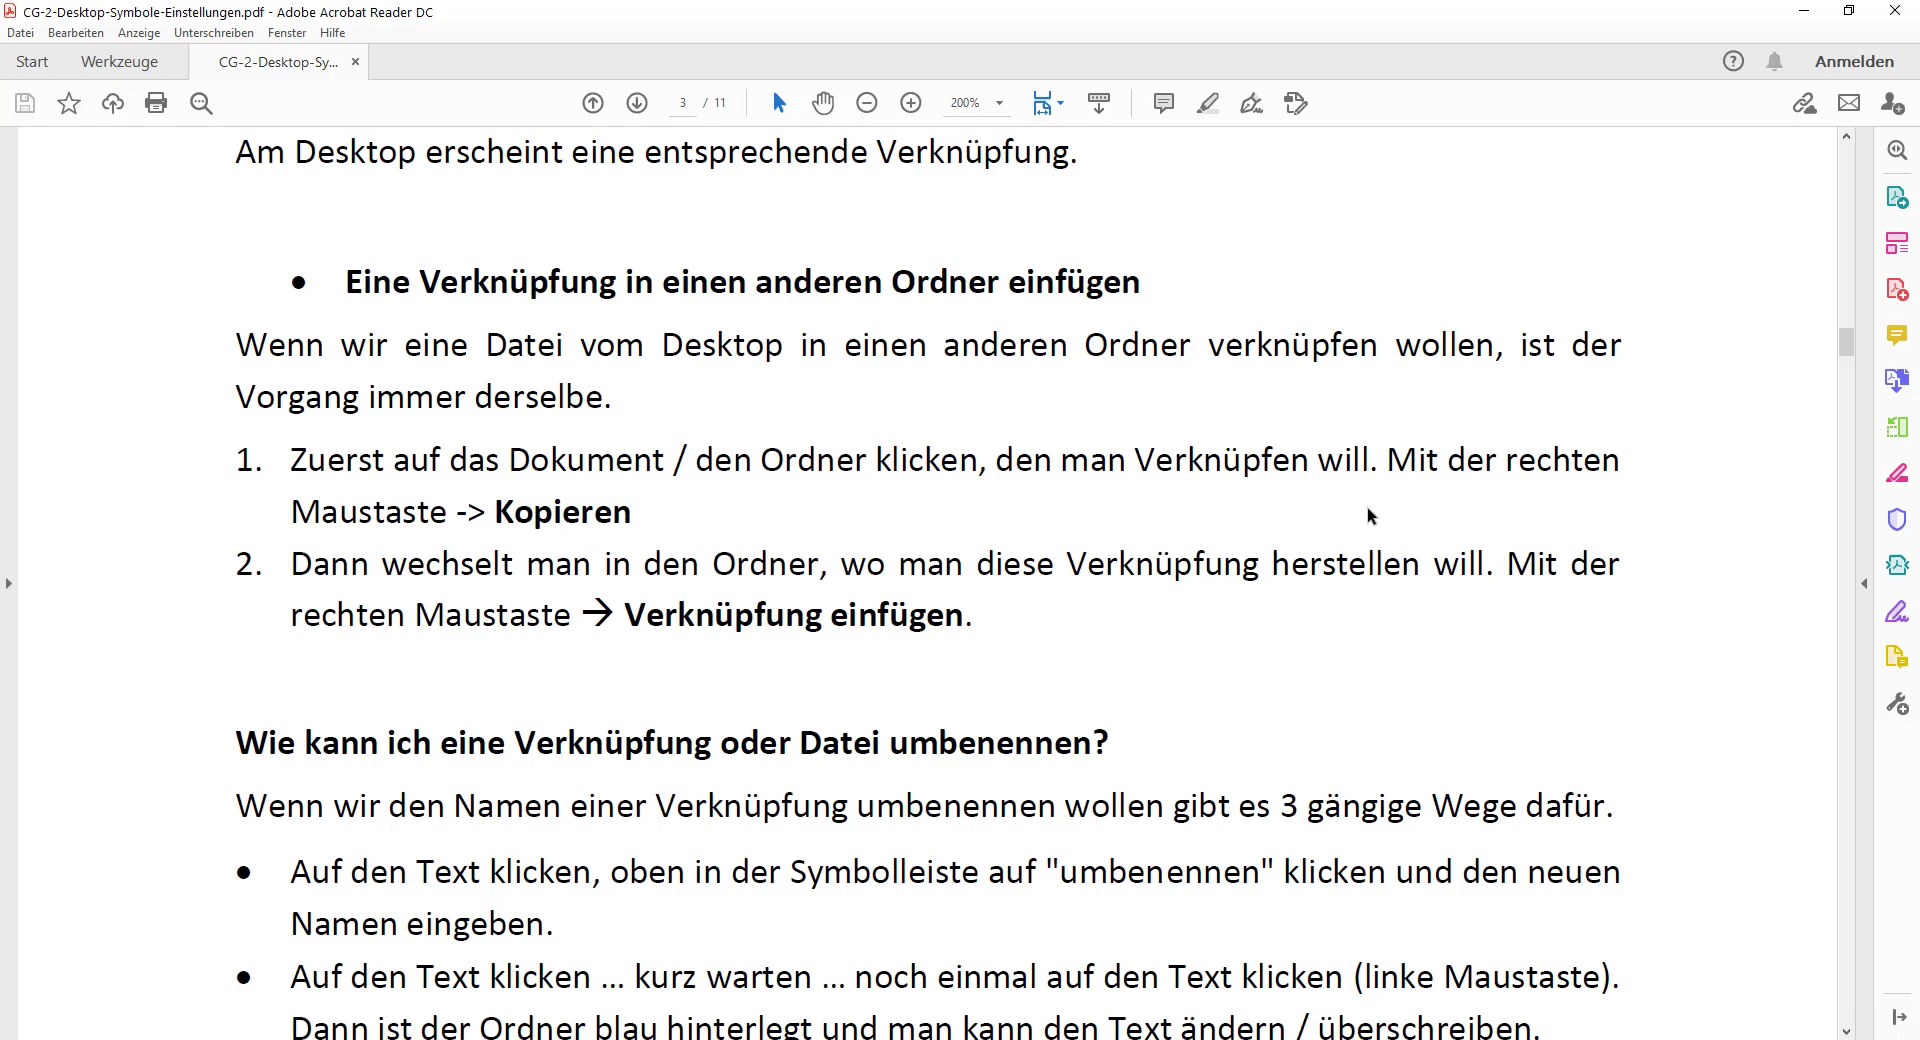 CG-2-Desktop-Symbole-Einstellungen.pdf - Adobe Acrobat Reader DC
Datei Bearbeiten Anzeige Unterschreiben Fenster Hilfe
Start Werkzeuge CG-2-Desktop-Sy... × Anmelden
3 / 11 200%
Am Desktop erscheint eine entsprechende Verknüpfung.
• Eine Verknüpfung in einen anderen Ordner einfügen
Wenn wir eine Datei vom Desktop in einen anderen Ordner verknüpfen wollen, ist der
Vorgang immer derselbe.
1. Zuerst auf das Dokument / den Ordner klicken, den man Verknüpfen will. Mit der rechten
Maustaste -> Kopieren
2. Dann wechselt man in den Ordner, wo man diese Verknüpfung herstellen will. Mit der
rechten Maustaste → Verknüpfung einfügen.
Wie kann ich eine Verknüpfung oder Datei umbenennen?
Wenn wir den Namen einer Verknüpfung umbenennen wollen gibt es 3 gängige Wege dafür.
• Auf den Text klicken, oben in der Symbolleiste auf "umbenennen" klicken und den neuen
Namen eingeben.
• Auf den Text klicken ... kurz warten ... noch einmal auf den Text klicken (linke Maustaste).
Dann ist der Ordner blau hinterlegt und man kann den Text ändern / überschreiben.